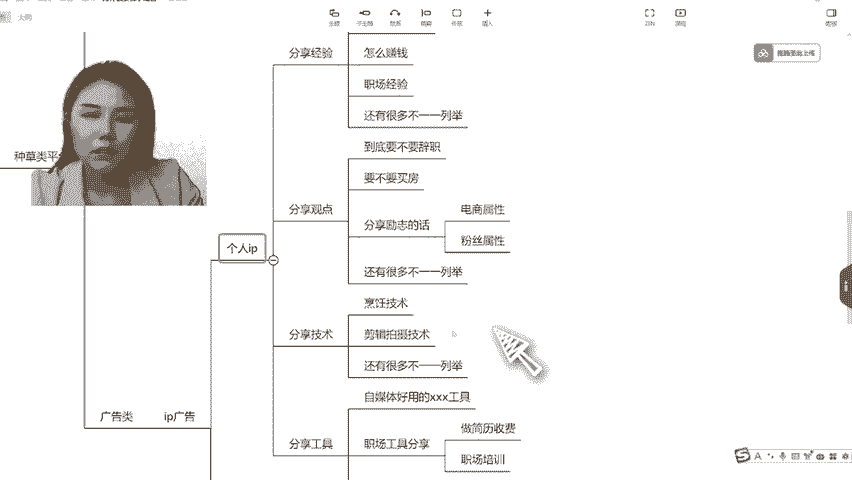 大纲
主题
子主题
联系
概要
外框
插入
ZEN
演说
分享经验
怎么赚钱
职场经验
还有很多不一一列举
种草类平
到底要不要辞职
要不要买房
分享观点
分享励志的话
电商属性
粉丝属性
还有很多不一一列举
个人ip
烹饪技术
分享技术
剪辑拍摄技术
还有很多不一一列举
自媒体好用的xxx工具
广告类
ip广告
分享工具
职场工具分享
做简历收费
职场培训